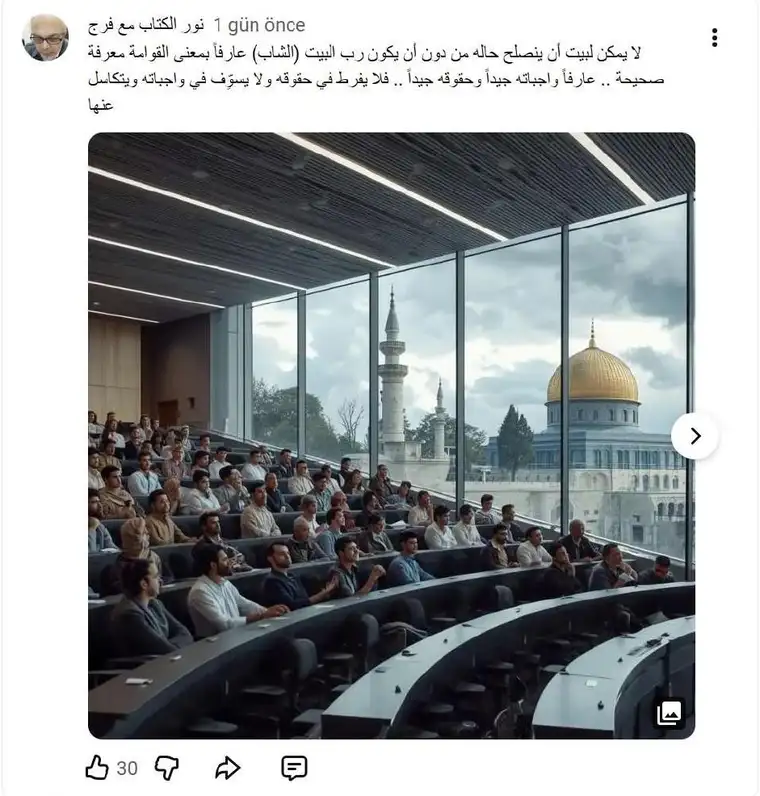 نور الكتاب مع فرج 1 gün önce
لا يمكن لبيت أن ينصلح حاله من دون أن يكون رب البيت (الشاب) عارفاً بمعنى القوامة معرفة
صحيحة .. عارفاً واجباته جيداً وحقوقه جيداً .. فلا يفرط في حقوقه ولا يسوّف في واجباته ويتكاسل
عنها
30